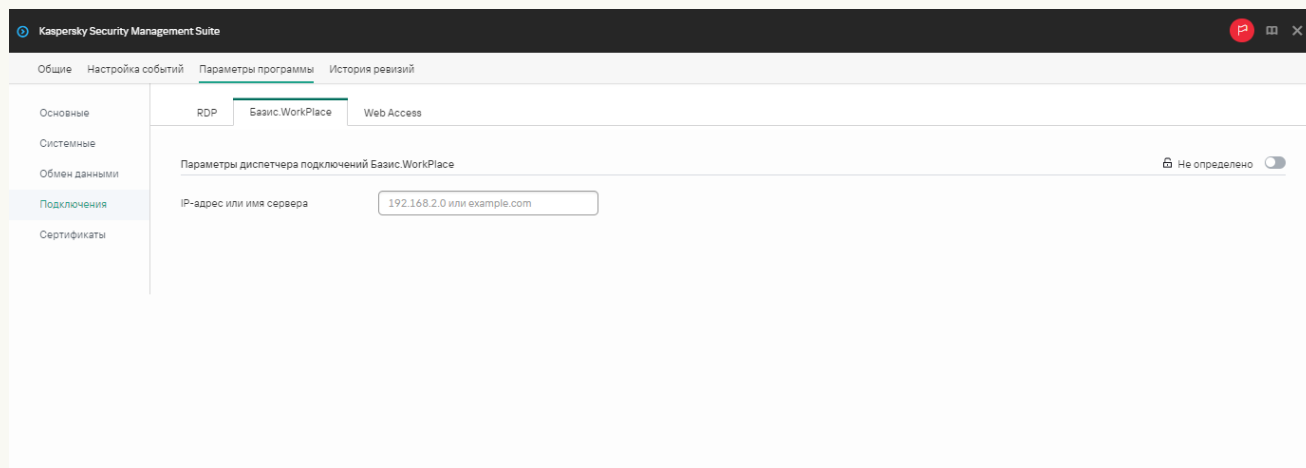 Kaspersky Security Management Suite
Общие Настройка событий Параметры программы История ревизий
Основные
Системные
Обмен данными
Подключения
Сертификаты
RDP Базис.WorkPlace Web Access
Параметры диспетчера подключений Базис.WorkPlace Не определено
IP-адрес или имя сервера 192.168.2.0 или example.com